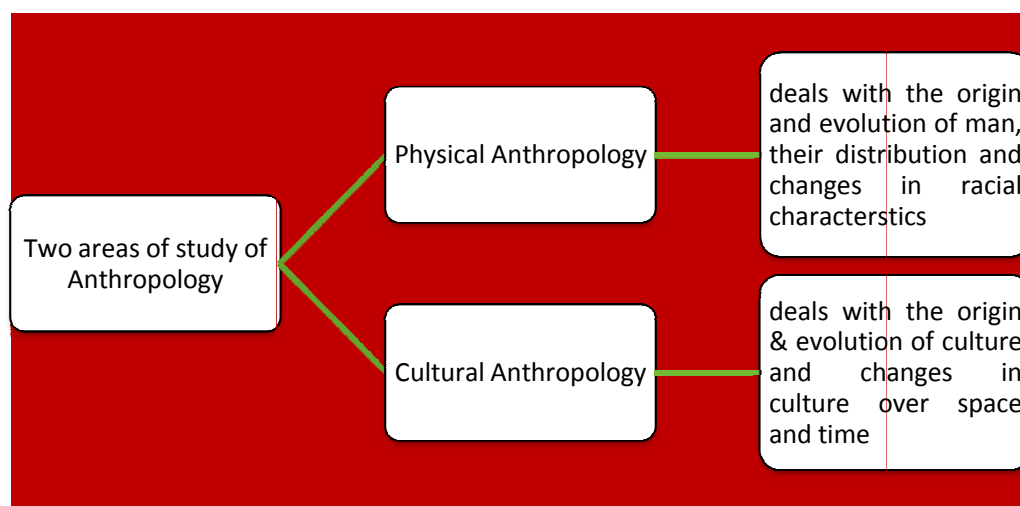 Two areas of study of
Anthropology
Physical Anthropology
deals with the origin
and evolution of man,
their distribution and
changes in racial
characterstics
Cultural Anthropology
deals with the origin
& evolution of culture
and changes in
culture over space
and time